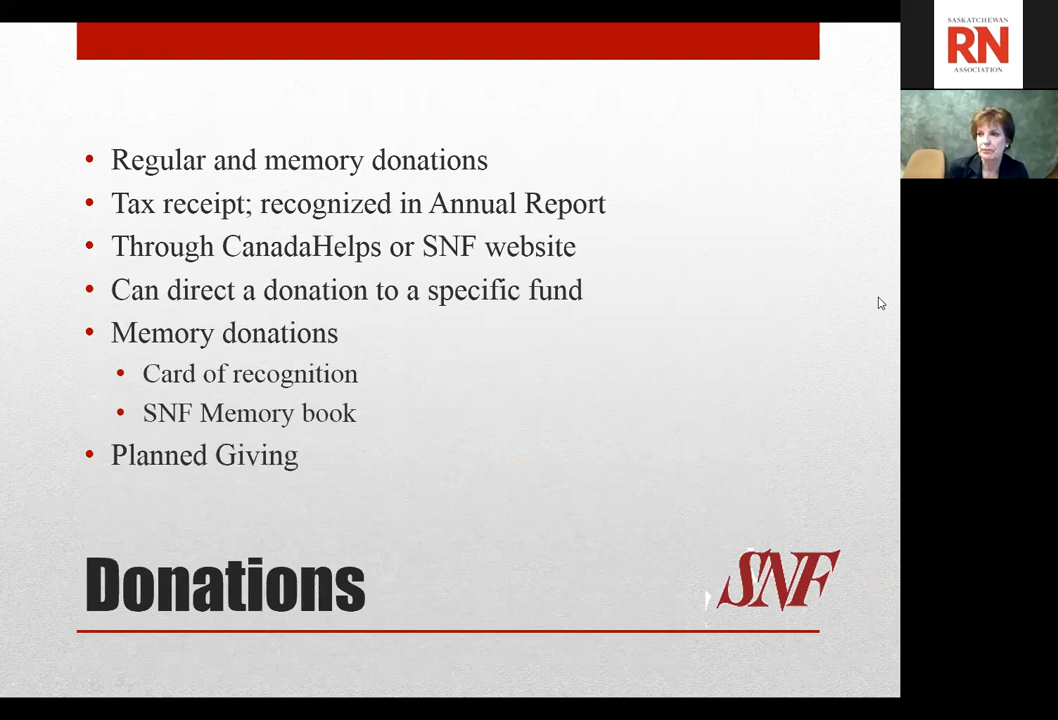 Regular and memory donations
Tax receipt; recognized in Annual Report
Through CanadaHelps or SNF website
Can direct a donation to a specific fund
Memory donations
Card of recognition
SNF Memory book
Planned Giving
Donations
SNF
SASKATCHEWAN
RN
ASSOCIATION